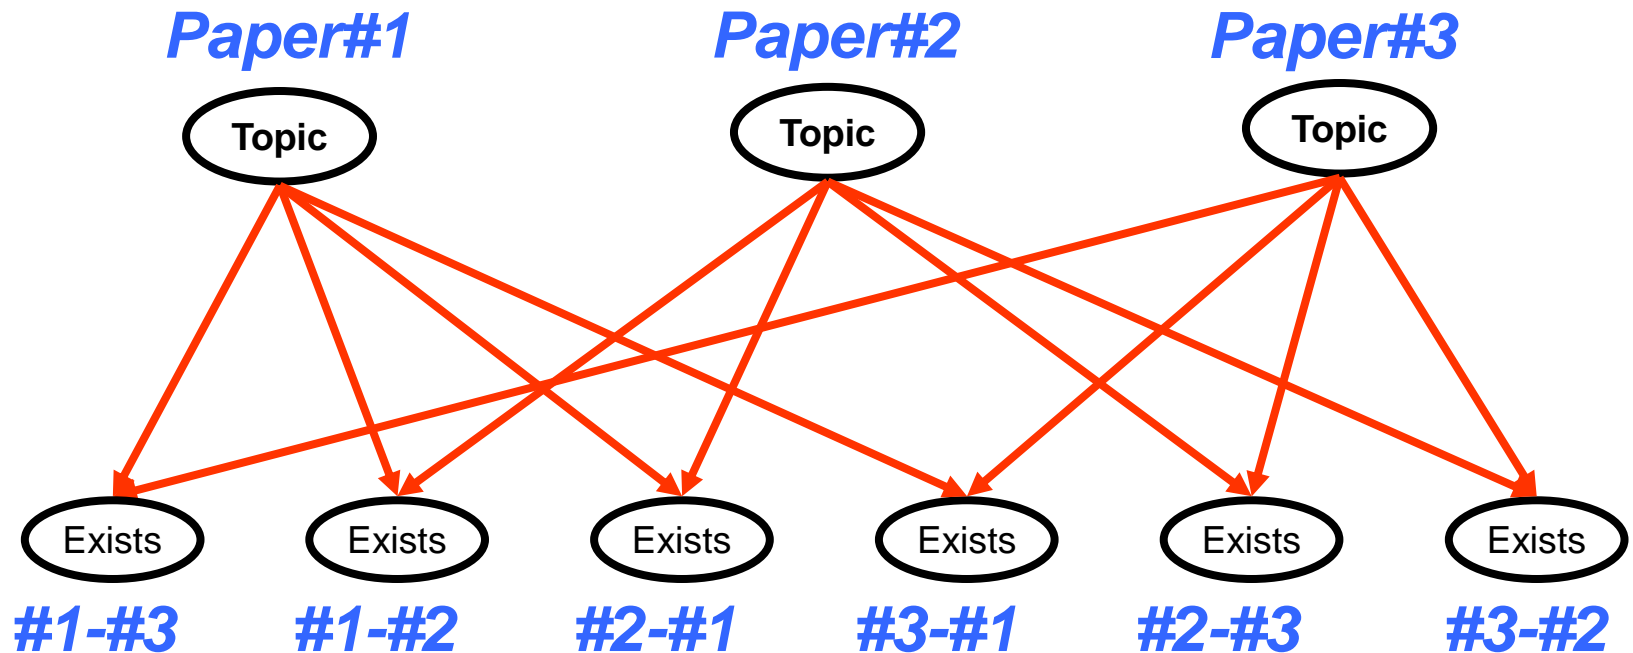 Paper#1 Paper#2 Paper#3
Topic Topic Topic
Exists Exists Exists Exists Exists Exists
#1-#3 #1-#2 #2-#1 #3-#1 #2-#3 #3-#2